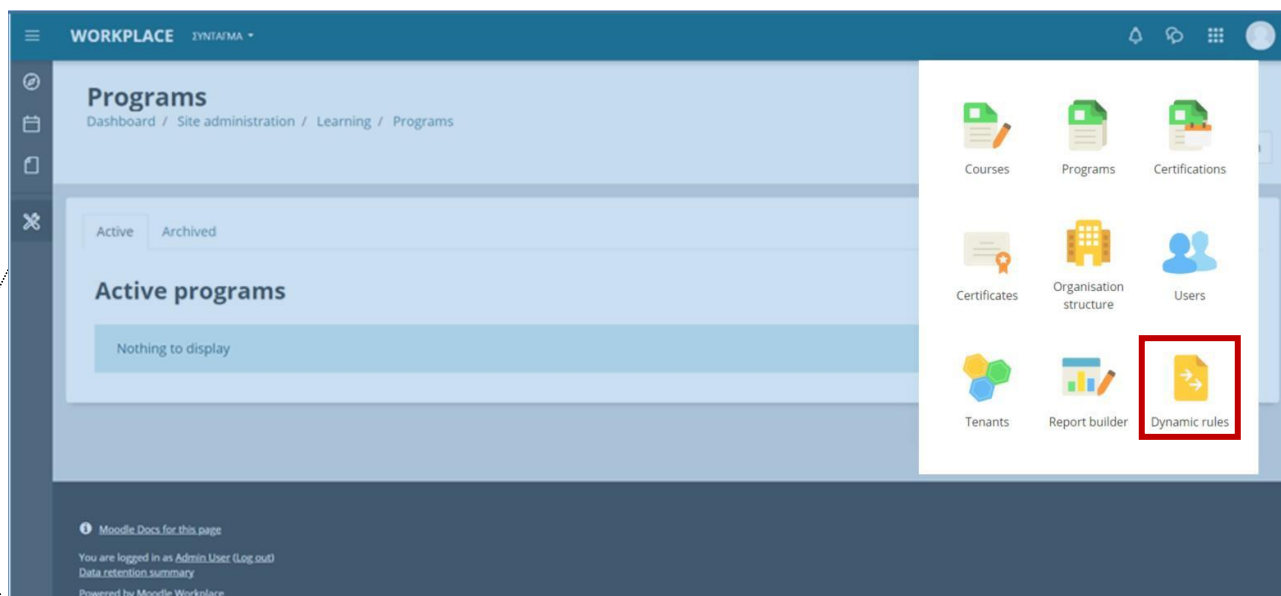 WORKPLACE ΣΥΝΤΑΓΜΑ
Programs
Dashboard / Site administration / Learning / Programs
Active Archived
Active programs
Nothing to display
Courses Programs Certifications
Certificates Organisation structure Users
Tenants Report builder Dynamic rules
Moodle Docs for this page
You are logged in as Admin User (Log out)
Data retention summary
Powered by Moodle Workplace